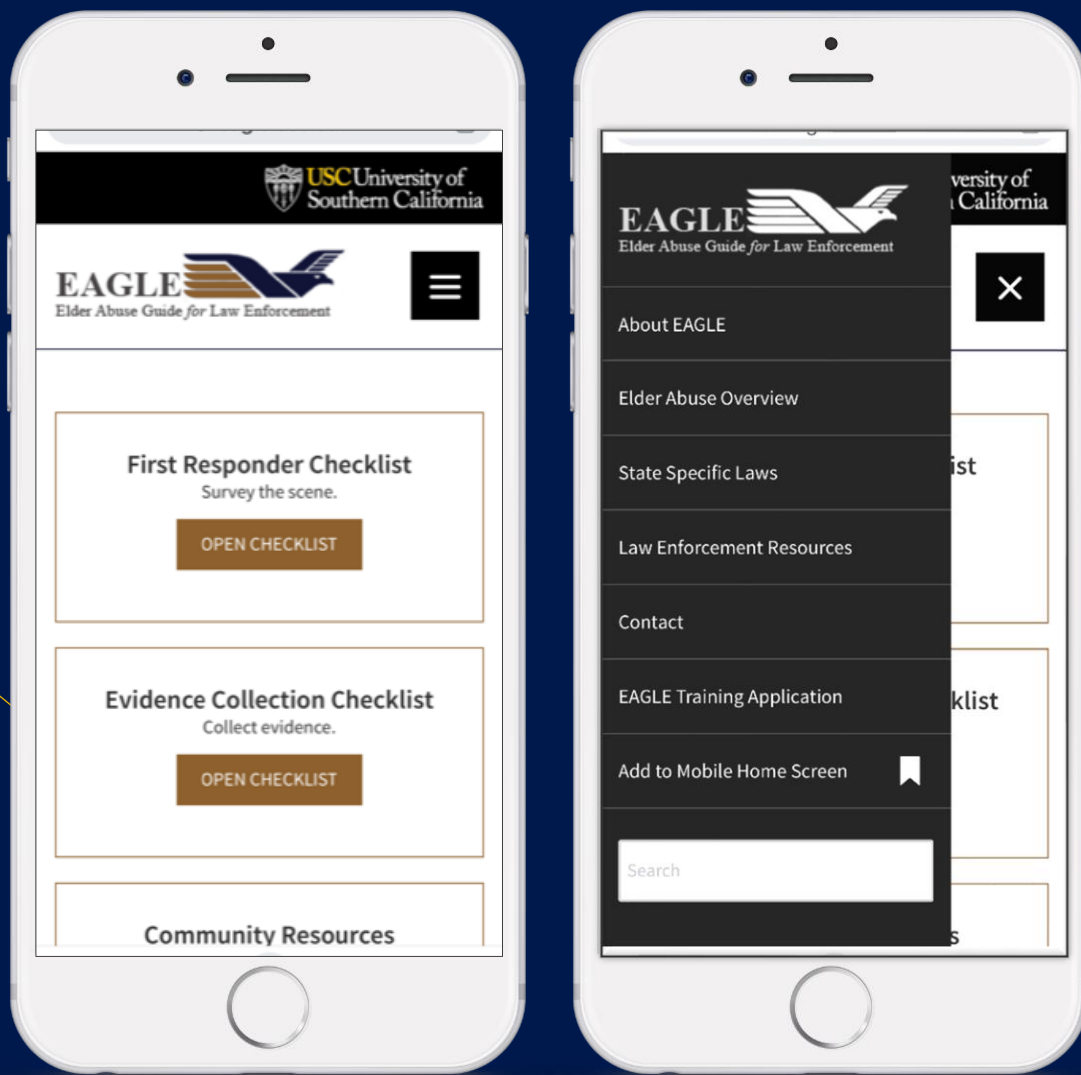 USC University of
Southern California
EAGLE
Elder Abuse Guide for Law Enforcement
First Responder Checklist
Survey the scene.
OPEN CHECKLIST
Evidence Collection Checklist
Collect evidence.
OPEN CHECKLIST
Community Resources
versity of
California
EAGLE
Elder Abuse Guide for Law Enforcement
About EAGLE
Elder Abuse Overview
State Specific Laws
ist
Law Enforcement Resources
Contact
EAGLE Training Application
klist
Add to Mobile Home Screen
Search
s